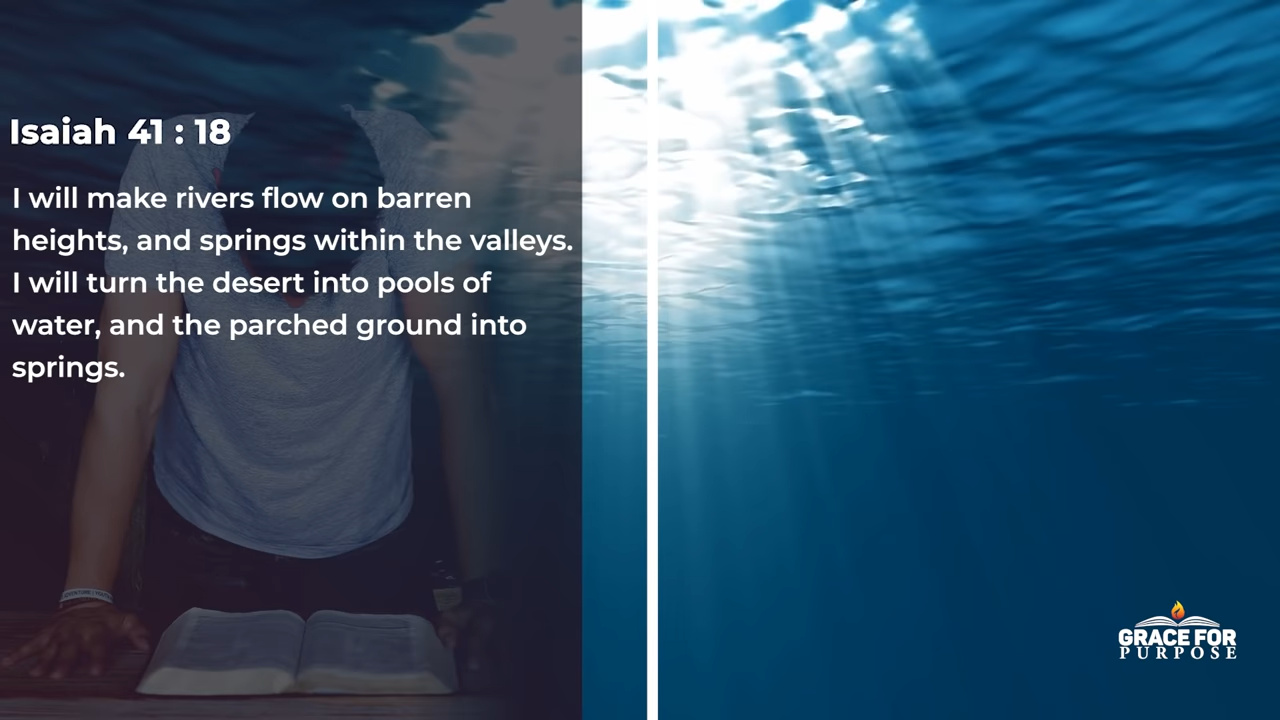 Isaiah 41 : 18
I will make rivers flow on barren
heights, and springs within the valleys.
I will turn the desert into pools of
water, and the parched ground into
springs.
GRACE FOR
PURPOSE